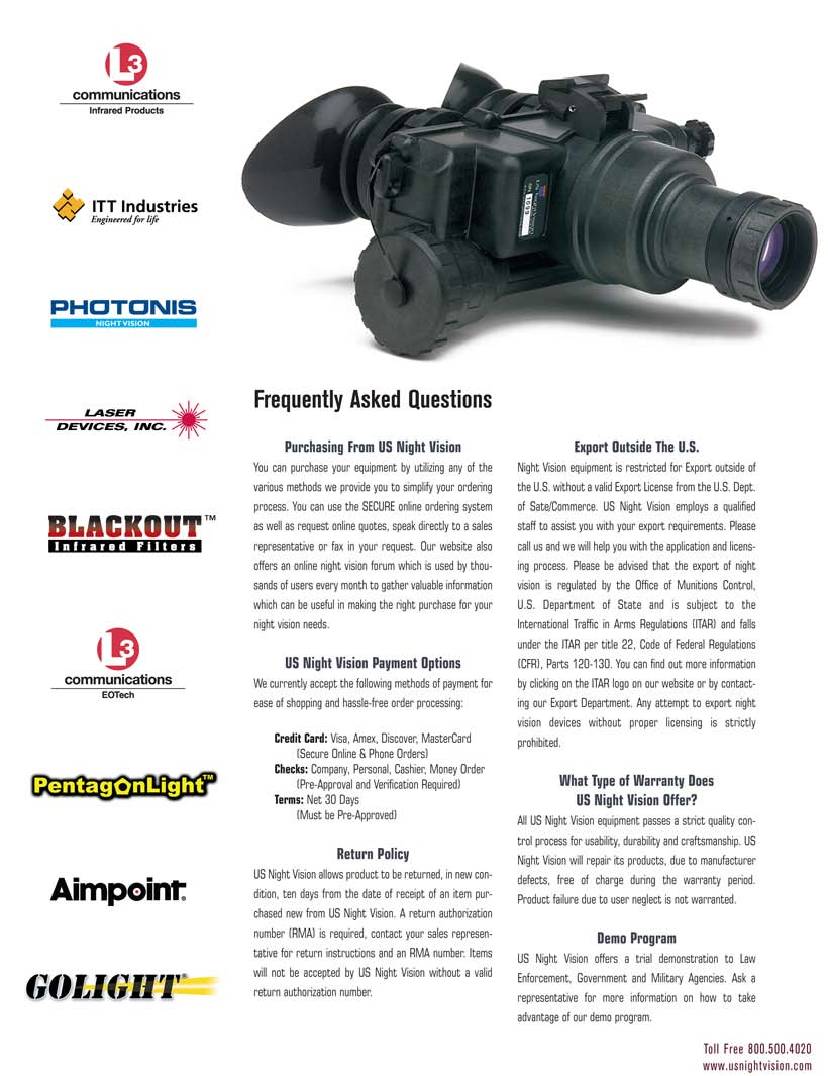 L3
communications
Infrared Products
ITT Industries
Engineered for life
PHOTONIS
NIGHT VISION
LASER
DEVICES, INC.
BLACKOUT™
Infrared Filters
L3
communications
EOTech
PentagonLight™
Aimpoint®
GOLIGHT®
Frequently Asked Questions
Purchasing From US Night Vision
You can purchase your equipment by utilizing any of the
various methods we provide you to simplify your ordering
process. You can use the SECURE online ordering system
as well as request online quotes, speak directly to a sales
representative or fax in your request. Our website also
offers an online night vision forum which is used by thou-
sands of users every month to gather valuable information
which can be useful in making the right purchase for your
night vision needs.
US Night Vision Payment Options
We currently accept the following methods of payment for
ease of shopping and hassle-free order processing:
Credit Card: Visa, Amex, Discover, MasterCard
(Secure Online & Phone Orders)
Checks: Company, Personal, Cashier, Money Order
(Pre-Approval and Verification Required)
Terms: Net 30 Days
(Must be Pre-Approved)
Return Policy
US Night Vision allows product to be returned, in new con-
dition, ten days from the date of receipt of an item pur-
chased new from US Night Vision. A return authorization
number (RMA) is required, contact your sales represen-
tative for return instructions and an RMA number. Items
will not be accepted by US Night Vision without a valid
return authorization number.
Export Outside The U.S.
Night Vision equipment is restricted for Export outside of
the U.S. without a valid Export License from the U.S. Dept.
of Sate/Commerce. US Night Vision employs a qualified
staff to assist you with your export requirements. Please
call us and we will help you with the application and licens-
ing process. Please be advised that the export of night
vision is regulated by the Office of Munitions Control,
U.S. Department of State and is subject to the
International Traffic in Arms Regulations (ITAR) and falls
under the ITAR per title 22, Code of Federal Regulations
(CFR), Parts 120-130. You can find out more information
by clicking on the ITAR logo on our website or by contact-
ing our Export Department. Any attempt to export night
vision devices without proper licensing is strictly
prohibited.
What Type of Warranty Does
US Night Vision Offer?
All US Night Vision equipment passes a strict quality con-
trol process for usability, durability and craftsmanship. US
Night Vision will repair its products, due to manufacturer
defects, free of charge during the warranty period.
Product failure due to user neglect is not warranted.
Demo Program
US Night Vision offers a trial demonstration to Law
Enforcement, Government and Military Agencies. Ask a
representative for more information on how to take
advantage of our demo program.
Toll Free 800.500.4020
www.usnightvision.com